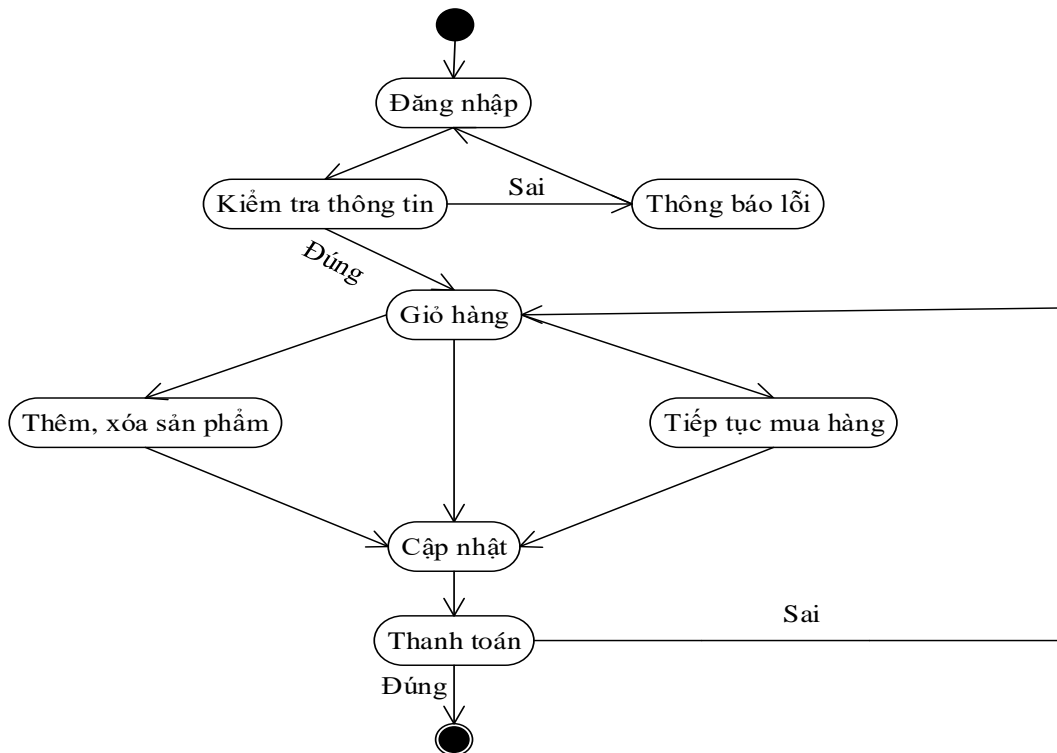 Đăng nhập
Kiểm tra thông tin
Sai
Thông báo lỗi
Đúng
Giỏ hàng
Thêm, xóa sản phẩm
Tiếp tục mua hàng
Cập nhật
Thanh toán
Sai
Đúng